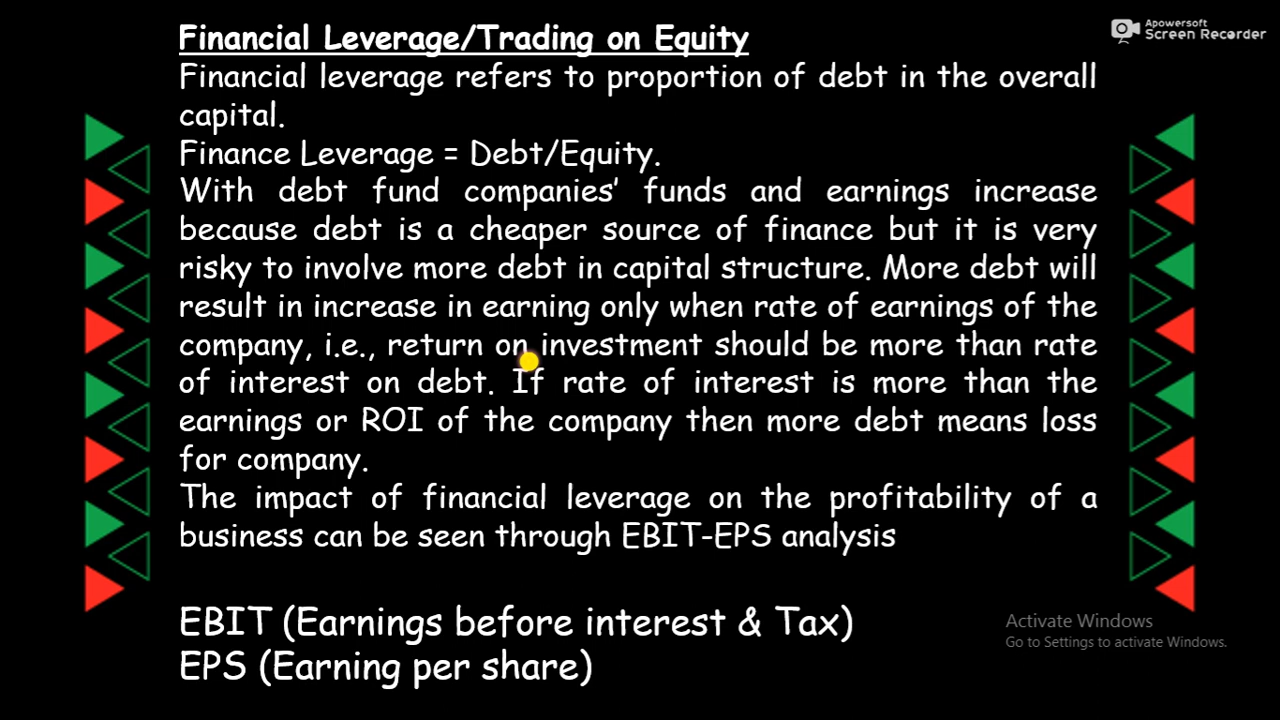 Financial Leverage/Trading on Equity
Apowersoft
Screen Recorder
Financial leverage refers to proportion of debt in the overall
capital.
Finance Leverage = Debt/Equity.
With debt fund companies' funds and earnings increase
because debt is a cheaper source of finance but it is very
risky to involve more debt in capital structure. More debt will
result in increase in earning only when rate of earnings of the
company, i.e., return on investment should be more than rate
of interest on debt. If rate of interest is more than the
earnings or ROI of the company then more debt means loss
for company.
The impact of financial leverage on the profitability of a
business can be seen through EBIT-EPS analysis
EBIT (Earnings before interest & Tax)
EPS (Earning per share)
Activate Windows
Go to Settings to activate Windows.